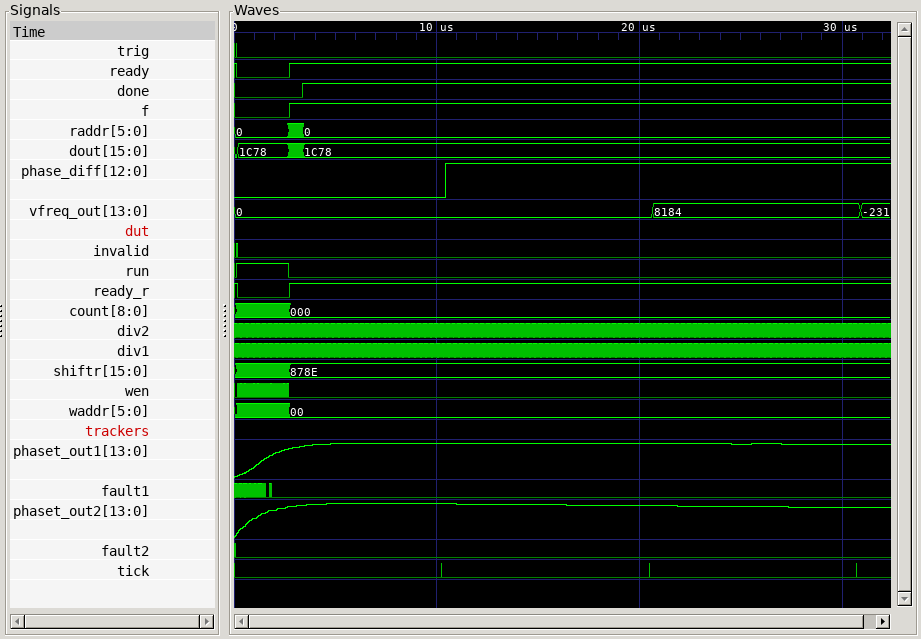 Signals
Waves
Time
0 10 us 20 us 30 us
trig
ready
done
f
raddr[5:0] 0 0
dout[15:0] 1C78 1C78
phase_diff[12:0]
vfreq_out[13:0] 0 8184 -231
dut
invalid
run
ready_r
count[8:0] 000
div2
div1
shiftr[15:0] 878E
wen
waddr[5:0] 00
trackers
phaset_out1[13:0]
fault1
phaset_out2[13:0]
fault2
tick